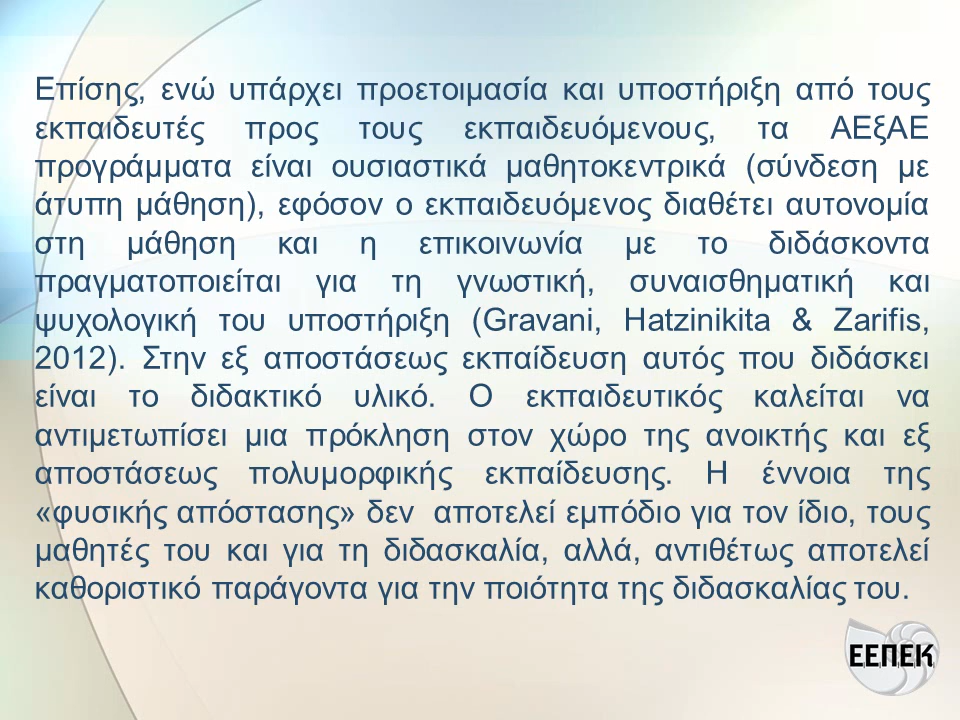 Επίσης, ενώ υπάρχει προετοιμασία και υποστήριξη από τους
εκπαιδευτές προς τους εκπαιδευόμενους, τα ΑΕξΑΕ
προγράμματα είναι ουσιαστικά μαθητοκεντρικά (σύνδεση με
άτυπη μάθηση), εφόσον ο εκπαιδευόμενος διαθέτει αυτονομία
στη μάθηση και η επικοινωνία με το διδάσκοντα
πραγματοποιείται για τη γνωστική, συναισθηματική και
ψυχολογική του υποστήριξη (Gravani, Hatzinikita & Zarifis,
2012). Στην εξ αποστάσεως εκπαίδευση αυτός που διδάσκει
είναι το διδακτικό υλικό. Ο εκπαιδευτικός καλείται να
αντιμετωπίσει μια πρόκληση στον χώρο της ανοικτής και εξ
αποστάσεως πολυμορφικής εκπαίδευσης. Η έννοια της
«φυσικής απόστασης» δεν αποτελεί εμπόδιο για τον ίδιο, τους
μαθητές του και για τη διδασκαλία, αλλά, αντιθέτως αποτελεί
καθοριστικό παράγοντα για την ποιότητα της διδασκαλίας του.
ΕΕΠΕΚ